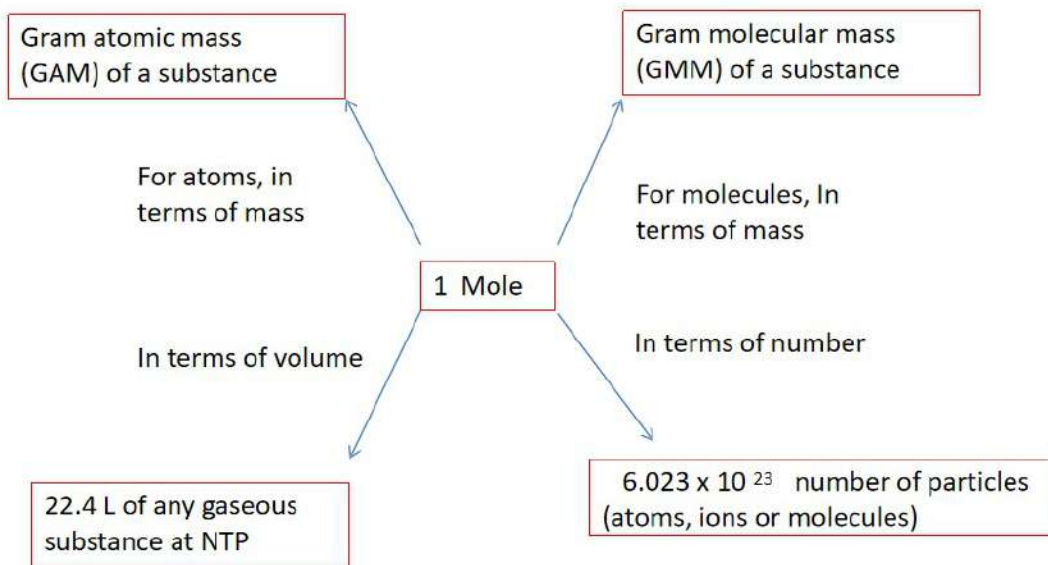 Gram atomic mass
(GAM) of a substance
Gram molecular mass
(GMM) of a substance
For atoms, in
terms of mass
For molecules, In
terms of mass
1 Mole
In terms of volume
In terms of number
22.4 L of any gaseous
substance at NTP
6.023 x 10 23 number of particles
(atoms, ions or molecules)